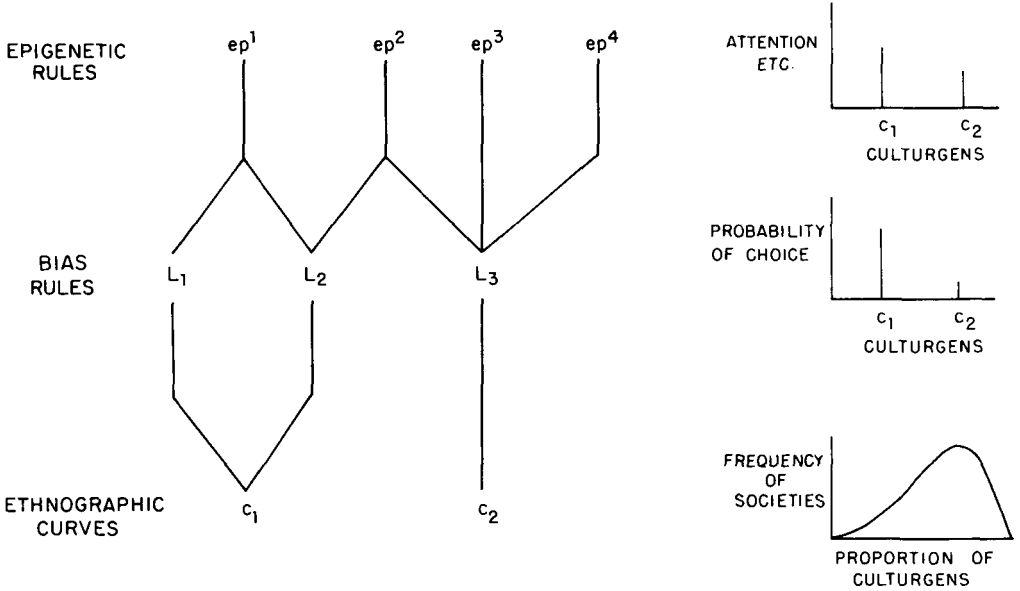 EPIGENETIC
RULES
ep¹ ep² ep³ ep⁴
BIAS
RULES
L₁ L₂ L₃
ETHNOGRAPHIC
CURVES
c₁ c₂
ATTENTION
ETC.
c₁ c₂
CULTURGENS
PROBABILITY
OF CHOICE
c₁ c₂
CULTURGENS
FREQUENCY
OF
SOCIETIES
PROPORTION OF
CULTURGENS